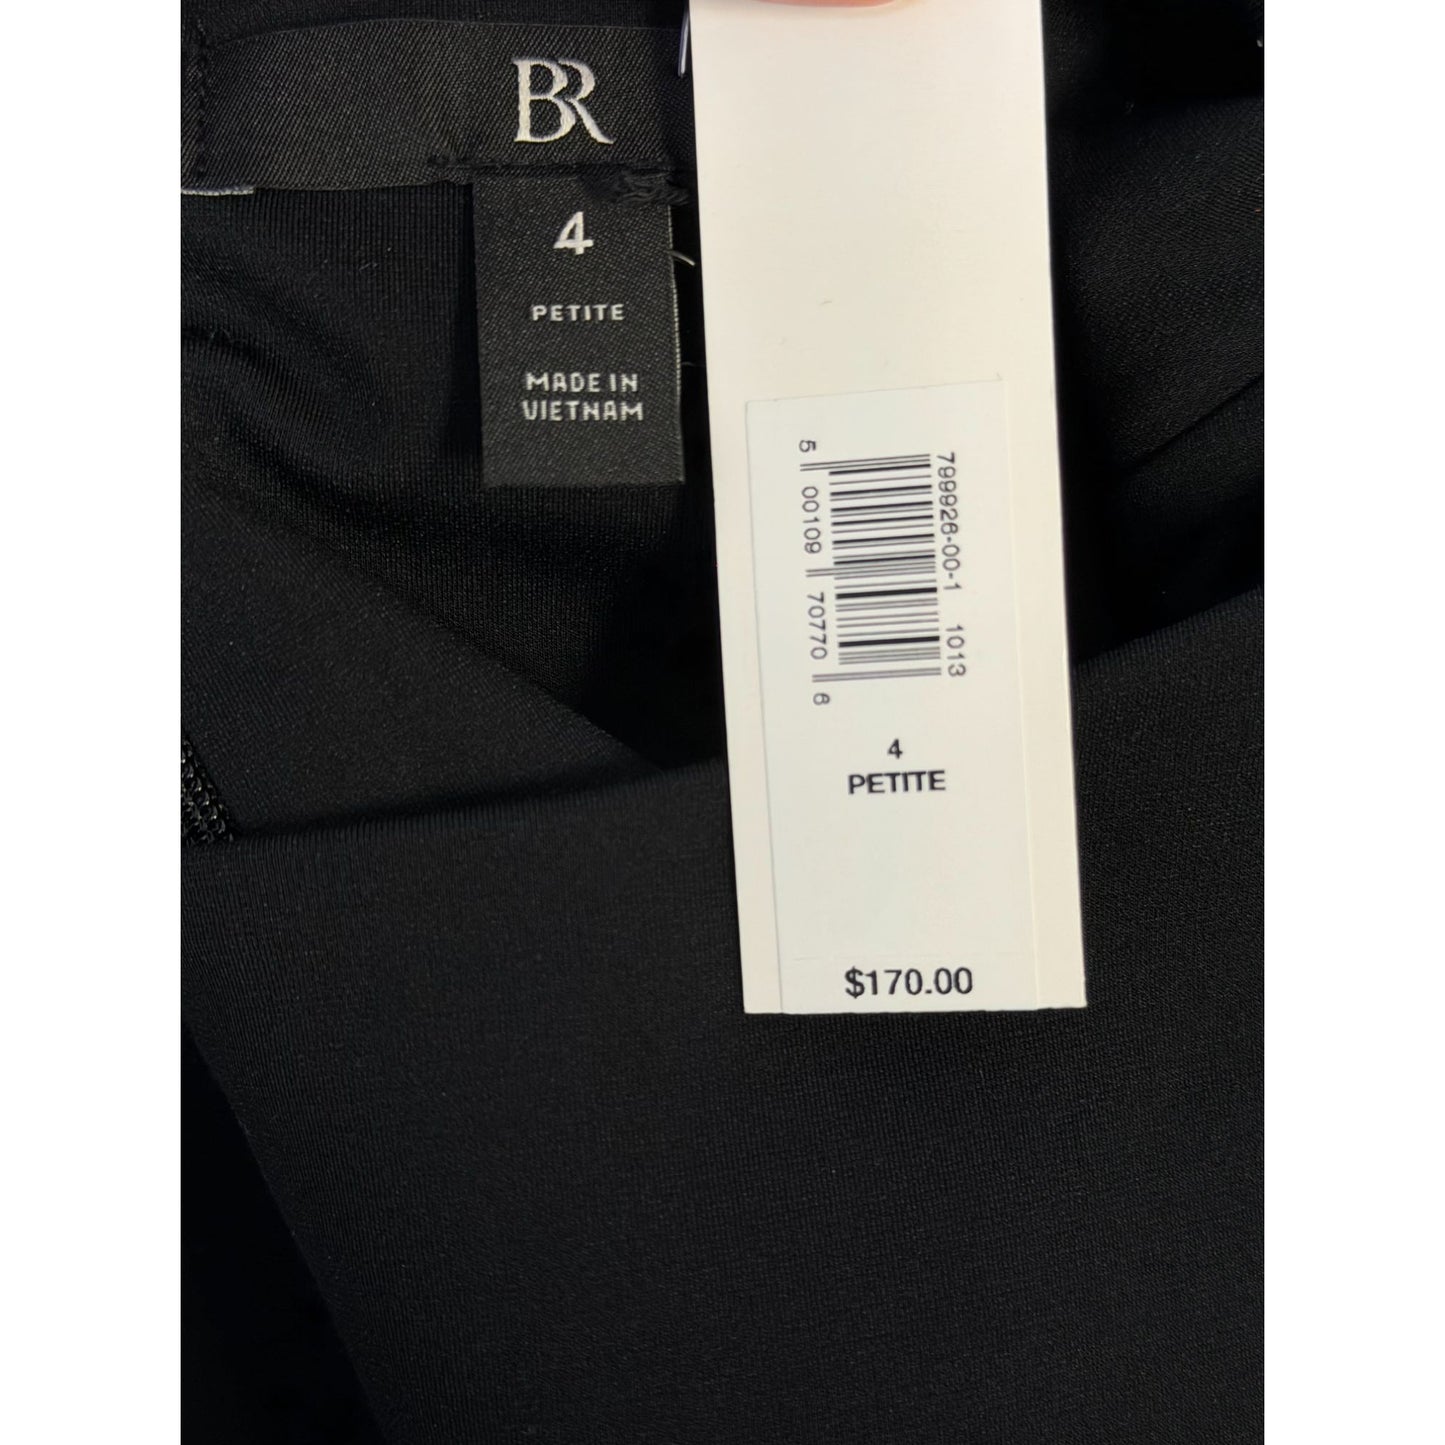 BR
4
PETITE
MADE IN
VIETNAM
799926-00-1 1013
5 00109 70770 6
4
PETITE
$170.00